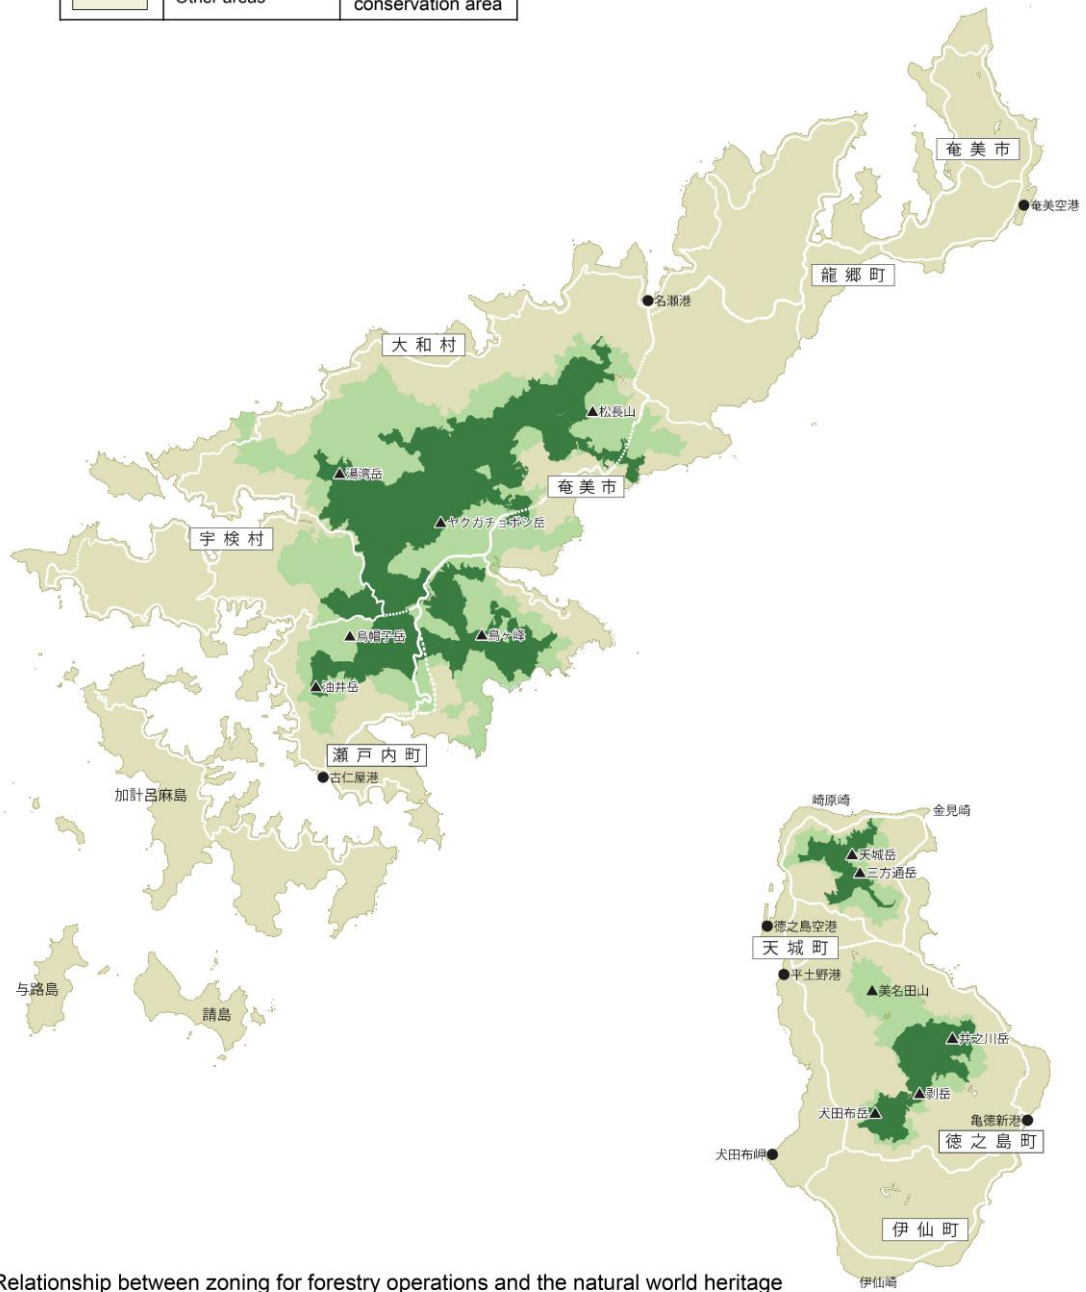 Other areas
conservation area
奄美市
奄美空港
龍郷町
名瀬港
大和村
▲松長山
▲湯湾岳
奄美市
▲ヤクガチョボシ岳
宇検村
▲烏帽子岳
▲鳥ヶ峰
▲油井岳
瀬戸内町
古仁屋港
加計呂麻島
与路島
請島
崎原崎
金見崎
▲天城岳
▲三方通岳
徳之島空港
天城町
平土野港
▲美名田山
▲井之川岳
▲剥岳
犬田布岳▲
亀徳新港
徳之島町
犬田布岬
伊仙町
伊仙崎
Relationship between zoning for forestry operations and the natural world heritage